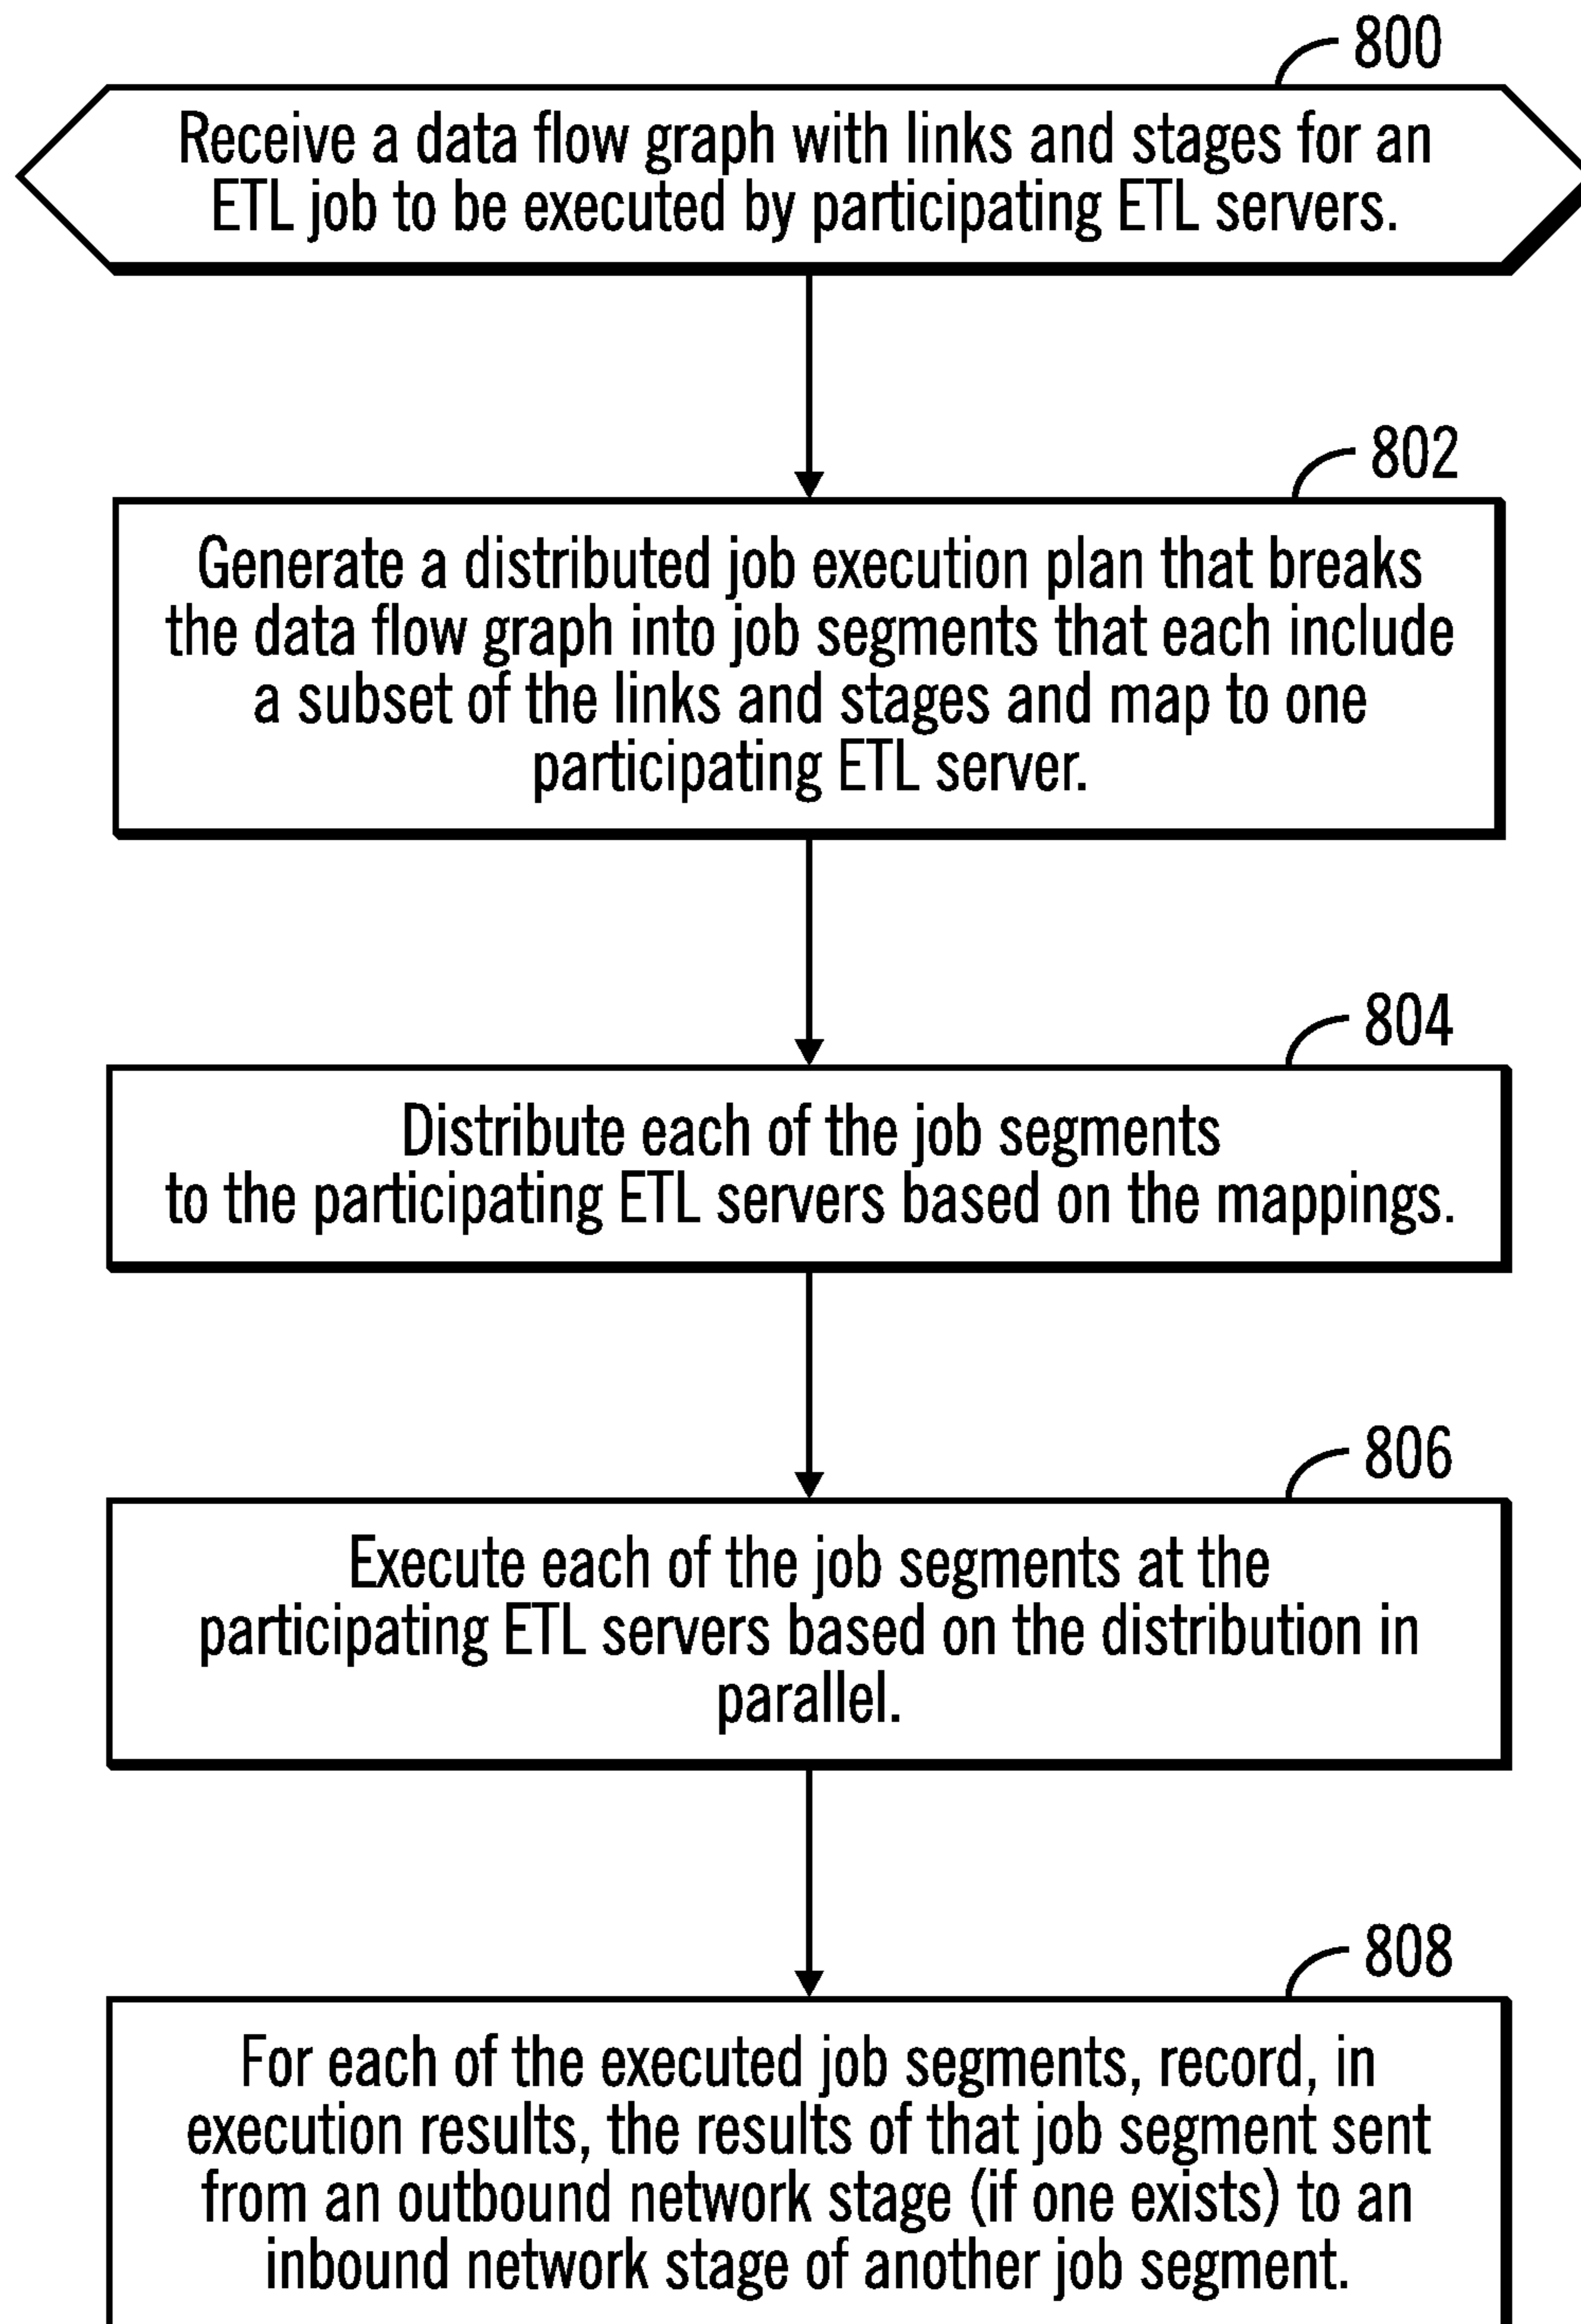 800
Receive a data flow graph with links and stages for an
ETL job to be executed by participating ETL servers.
802
Generate a distributed job execution plan that breaks
the data flow graph into job segments that each include
a subset of the links and stages and map to one
participating ETL server.
804
Distribute each of the job segments
to the participating ETL servers based on the mappings.
806
Execute each of the job segments at the
participating ETL servers based on the distribution in
parallel.
808
For each of the executed job segments, record, in
execution results, the results of that job segment sent
from an outbound network stage (if one exists) to an
inbound network stage of another job segment.